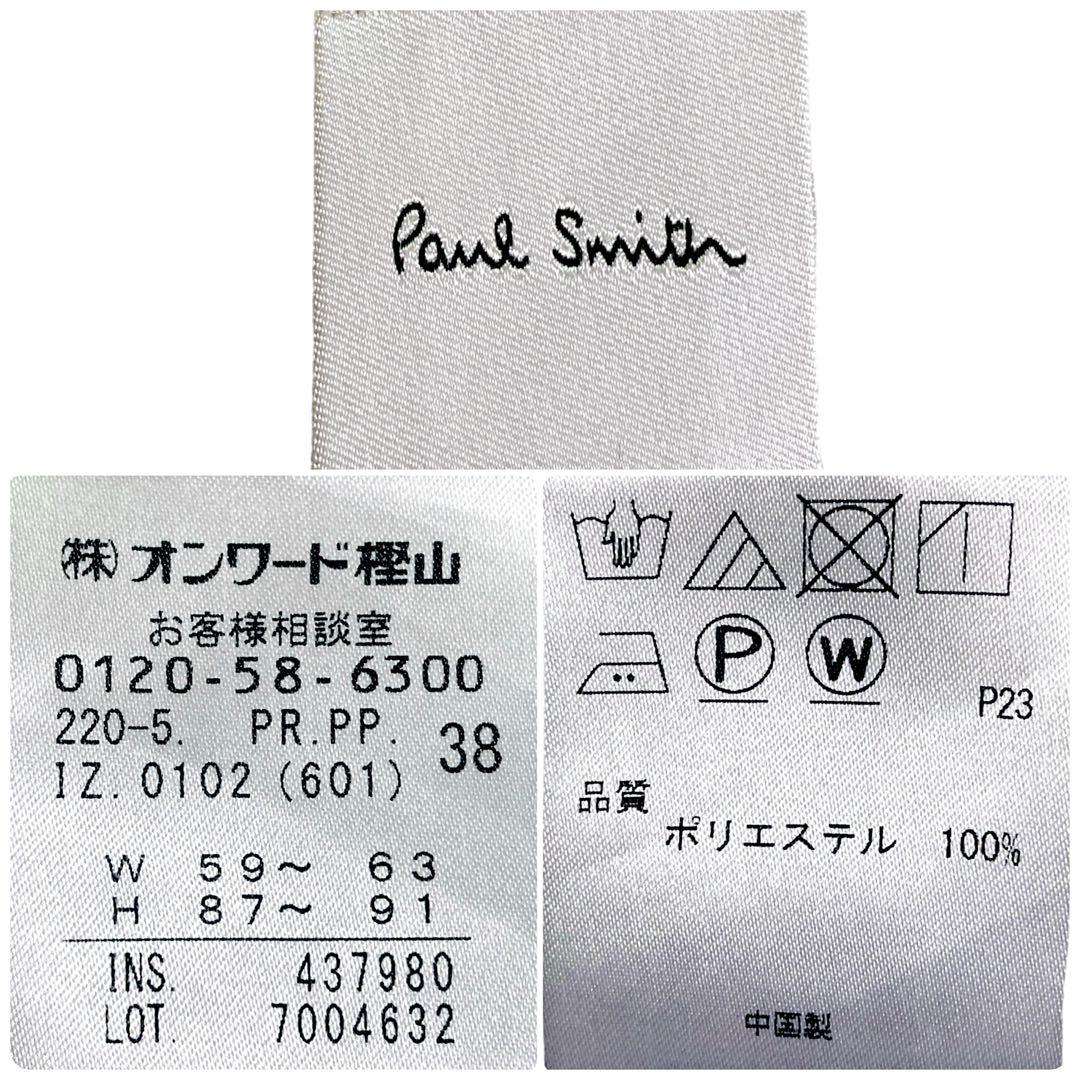 Paul Smith
㈱オンワード樫山
お客様相談室
0120-58-6300
220-5. PR.PP. 38
IZ.0102(601)
W 59〜 63
H 87〜 91
INS. 437980
LOT. 7004632
P W
P23
品質
ポリエステル 100%
中国製